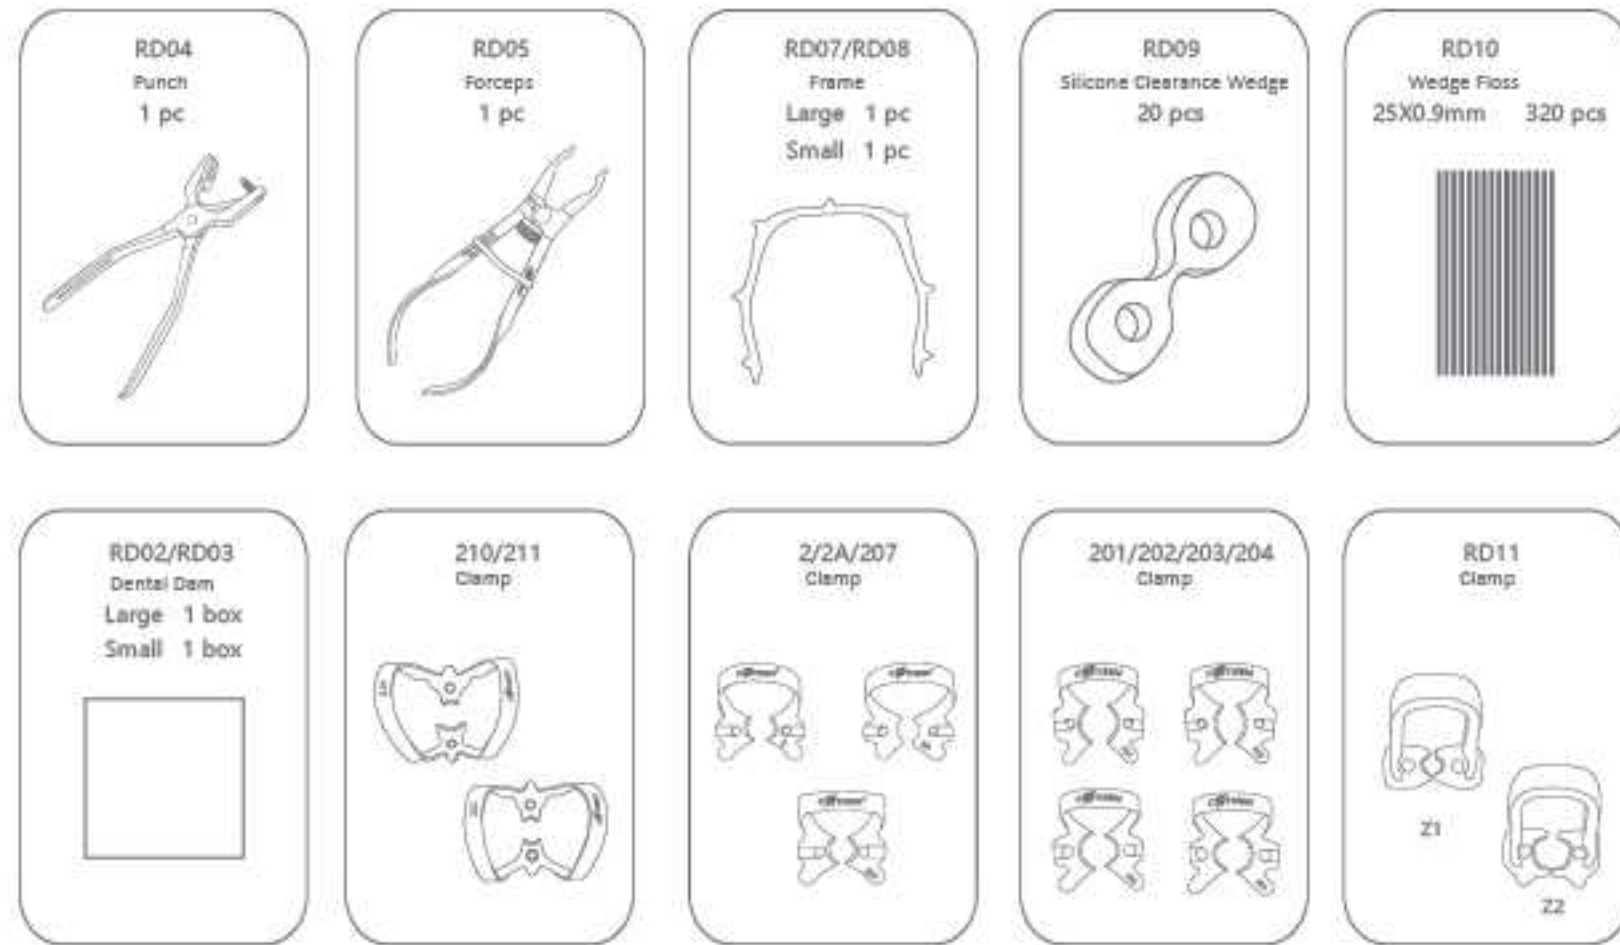 RD04
Punch
1 pc
RD05
Forceps
1 pc
RD07/RD08
Frame
Large 1 pc
Small 1 pc
RD09
Silicone Clearance Wedge
20 pcs
RD10
Wedge Floss
25X0.9mm 320 pcs
RD02/RD03
Dental Dam
Large 1 box
Small 1 box
210/211
Clamp
2/2A/207
Clamp
201/202/203/204
Clamp
RD11
Clamp
Z1
Z2